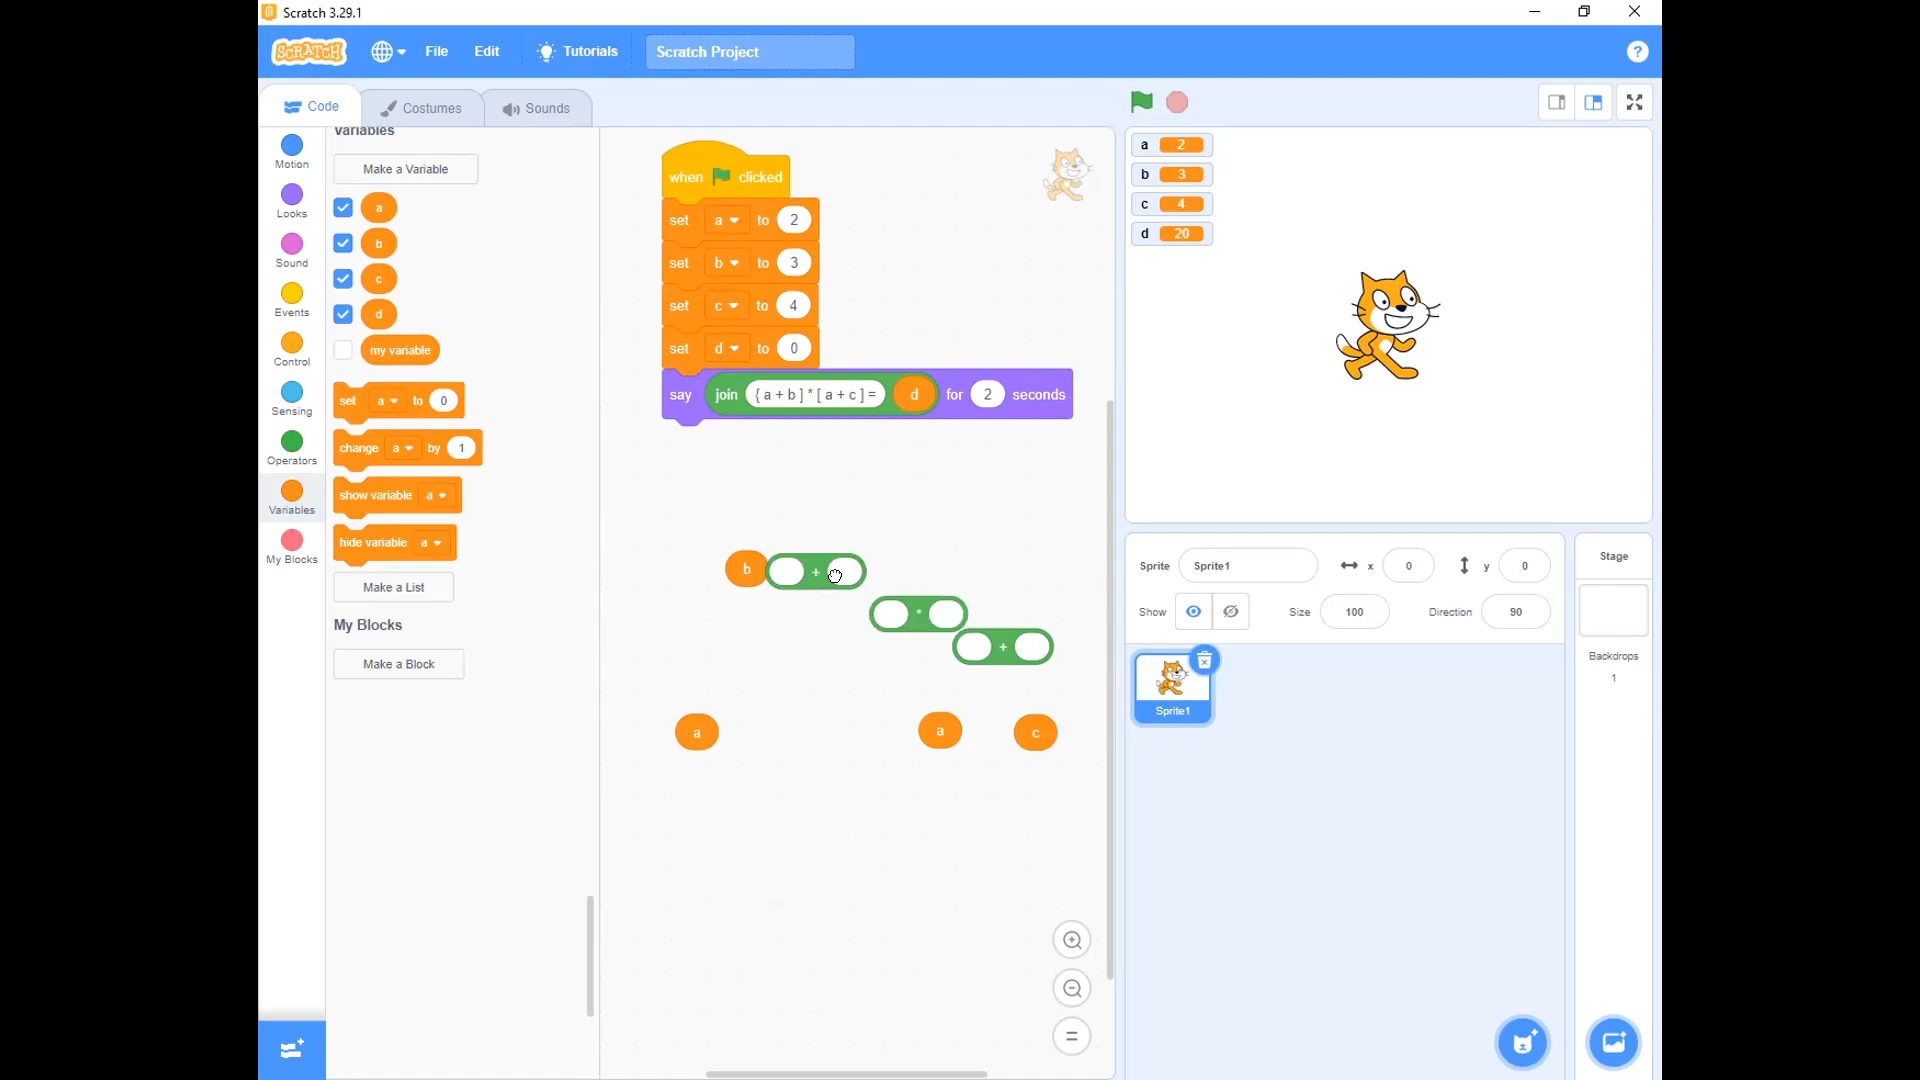 Scratch 3.29.1
SCRATCH
File
Edit
Tutorials
Scratch Project
?
Code
Costumes
Sounds
Motion
Looks
Sound
Events
Control
Sensing
Operators
Variables
My Blocks
Variables
Make a Variable
a
b
c
d
my variable
set a to 0
change a by 1
show variable a
hide variable a
Make a List
My Blocks
Make a Block
when clicked
set a to 2
set b to 3
set c to 4
set d to 0
say join { a + b ] * [ a + c ] = d for 2 seconds
b
+
*
+
a
a
c
=
a 2
b 3
c 4
d 20
Sprite Sprite1 x 0 y 0
Show Size 100 Direction 90
Sprite1
Stage
Backdrops
1